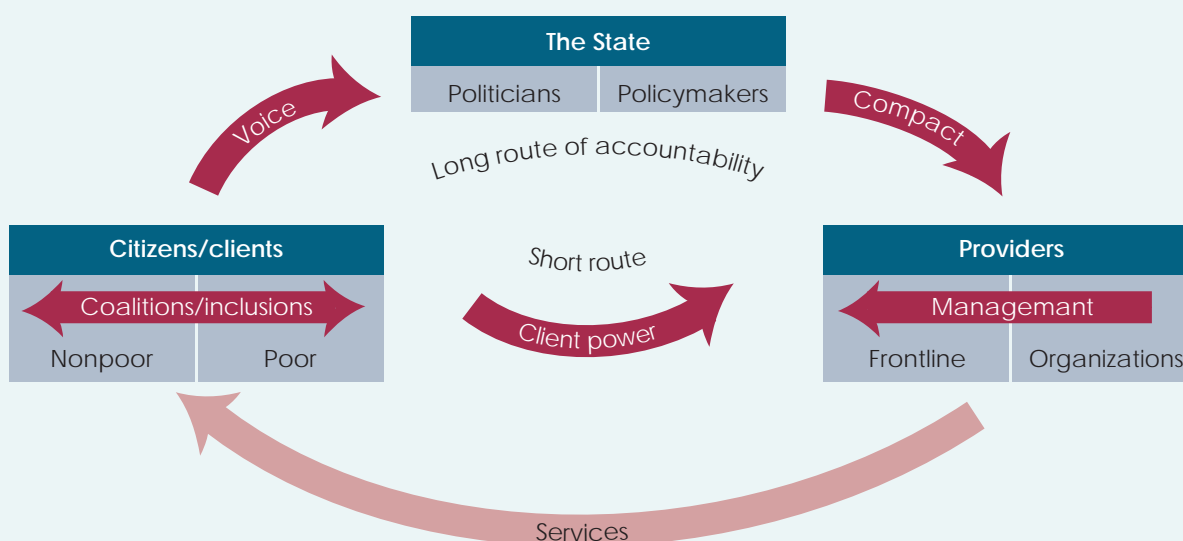 The State
Politicians
Policymakers
Voice
Compact
Long route of accountability
Citizens/clients
Coalitions/inclusions
Nonpoor
Poor
Short route
Client power
Providers
Managemant
Frontline
Organizations
Services